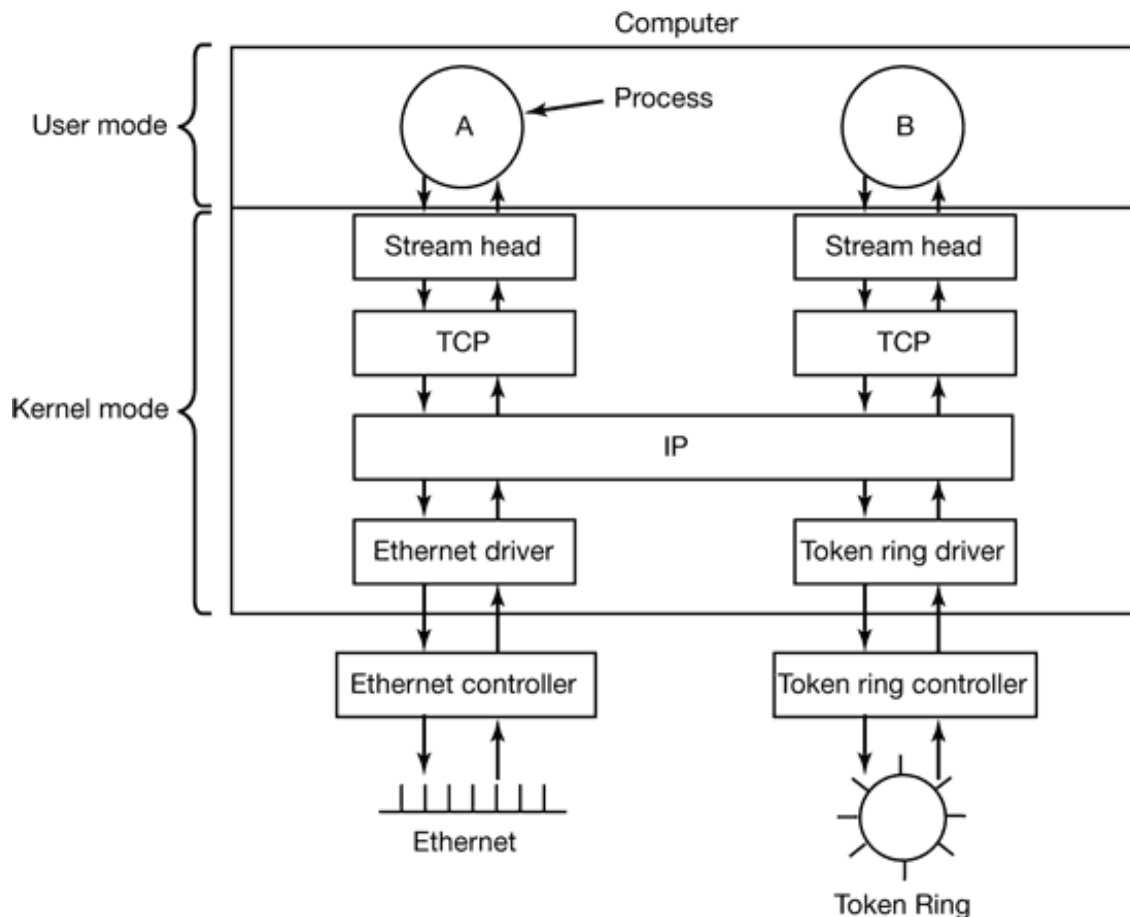 Computer
User mode
A
Process
B
Stream head
Stream head
TCP
TCP
Kernel mode
IP
Ethernet driver
Token ring driver
Ethernet controller
Token ring controller
Ethernet
Token Ring